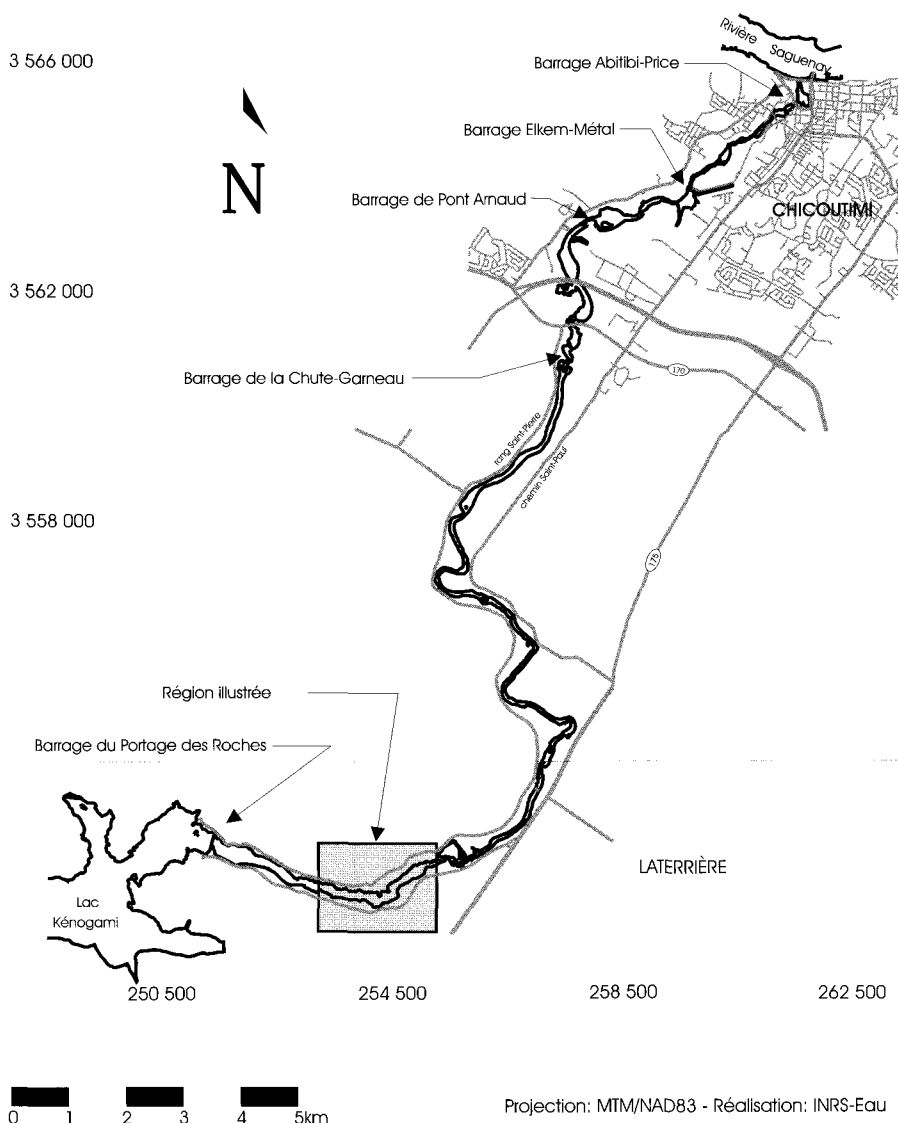 Rivière Saguenay
3 566 000
Barrage Abitibi-Price
Barrage Elkem-Métal
N
Barrage de Pont Arnaud
CHICOUTIMI
3 562 000
Barrage de la Chute-Garneau
170
rang Saint-Pierre
chemin Saint-Paul
3 558 000
175
Région illustrée
Barrage du Portage des Roches
LATERRIÈRE
Lac
Kénogami
250 500
254 500
258 500
262 500
0 1 2 3 4 5km
Projection: MTM/NAD83 - Réalisation: INRS-Eau